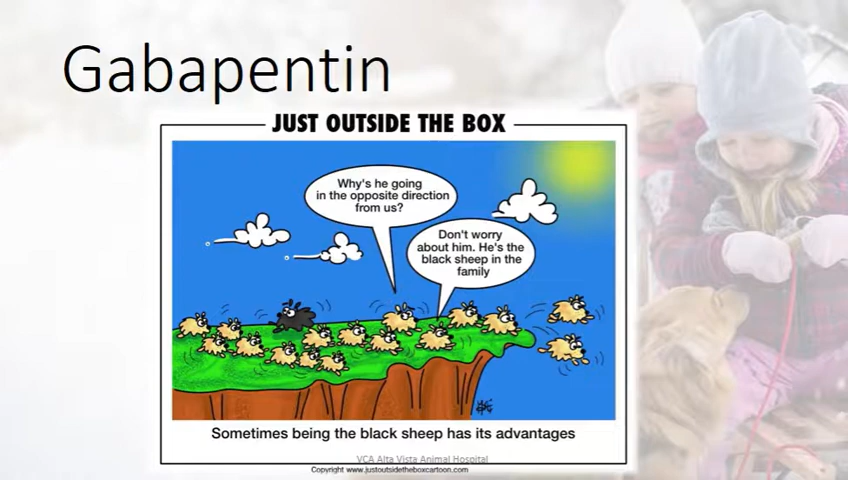 Gabapentin
JUST OUTSIDE THE BOX
Why's he going
in the opposite direction
from us?
Don't worry
about him. He's the
black sheep in the
family
Sometimes being the black sheep has its advantages
VCA Alta Vista Animal Hospital
Copyright www.justoutsidetheboxcartoon.com